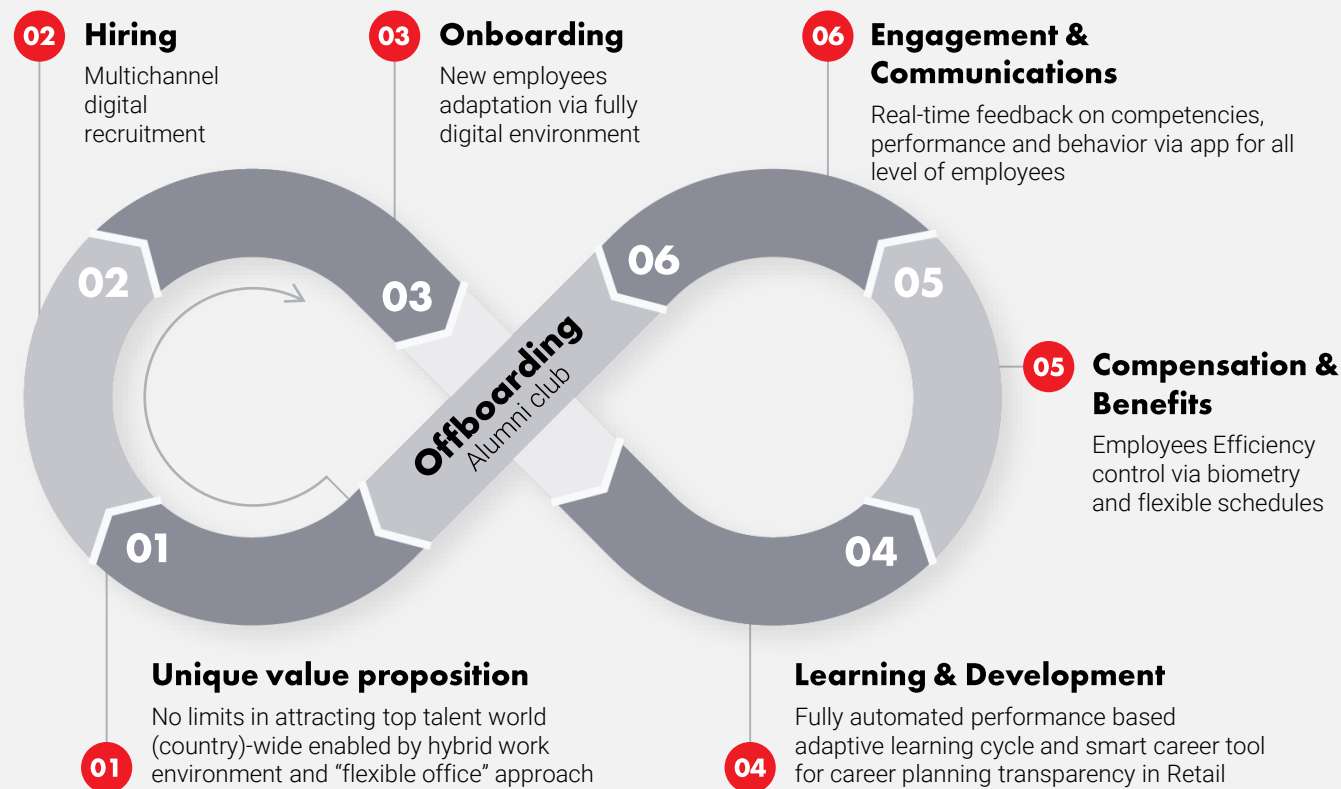 02 Hiring
Multichannel
digital
recruitment
03 Onboarding
New employees
adaptation via fully
digital environment
06 Engagement &
Communications
Real-time feedback on competencies,
performance and behavior via app for all
level of employees
02
03
06
05
Offboarding
Alumni club
01
04
05 Compensation &
Benefits
Employees Efficiency
control via biometry
and flexible schedules
Unique value proposition
No limits in attracting top talent world
(country)-wide enabled by hybrid work
01 environment and “flexible office” approach
Learning & Development
Fully automated performance based
adaptive learning cycle and smart career tool
04 for career planning transparency in Retail